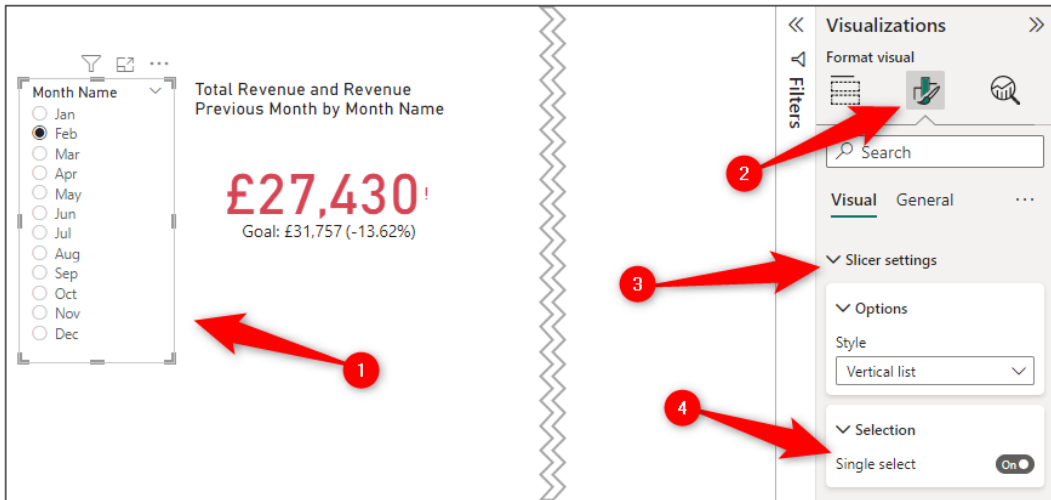 Month Name
Jan
Feb
Mar
Apr
May
Jun
Jul
Aug
Sep
Oct
Nov
Dec
Total Revenue and Revenue
Previous Month by Month Name
£27,430!
Goal: £31,757 (-13.62%)
1
2
3
4
Filters
Visualizations
Format visual
Search
Visual General
Slicer settings
Options
Style
Vertical list
Selection
Single select On